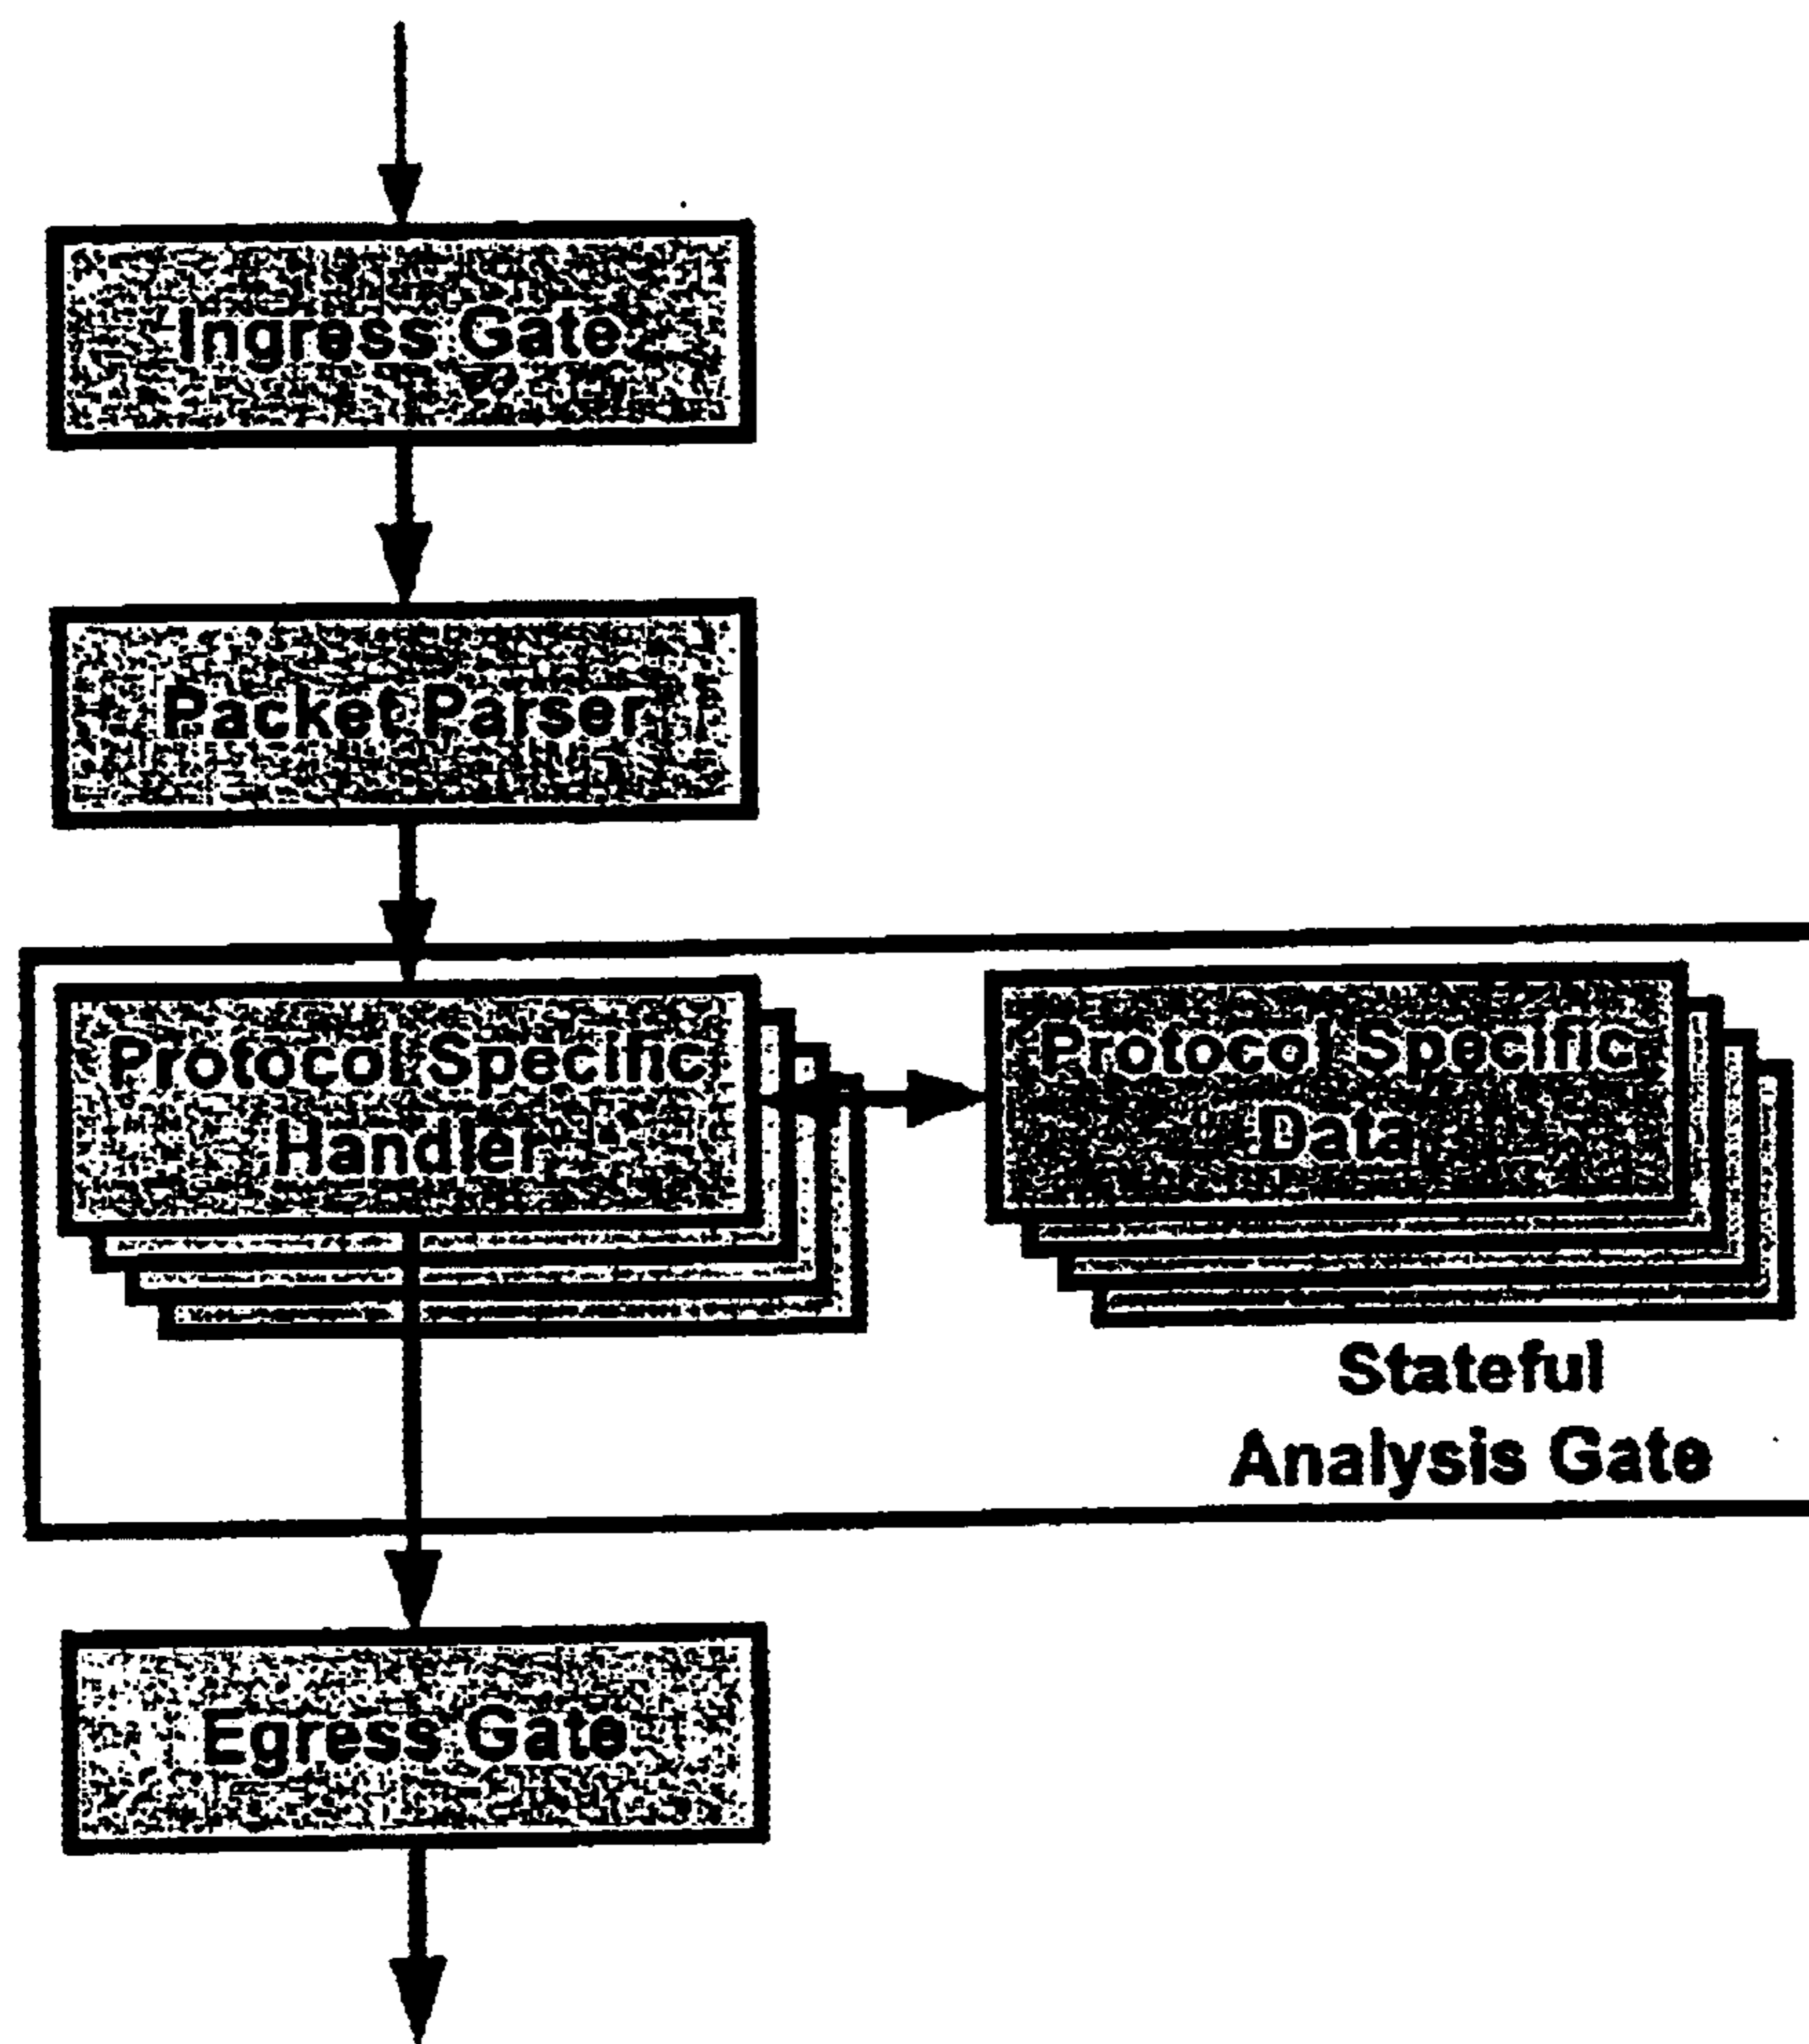 Ingress Gate
Packet Parser
Protocol Specific
Handler
Protocol Specific
Data
Stateful
Analysis Gate
Egress Gate